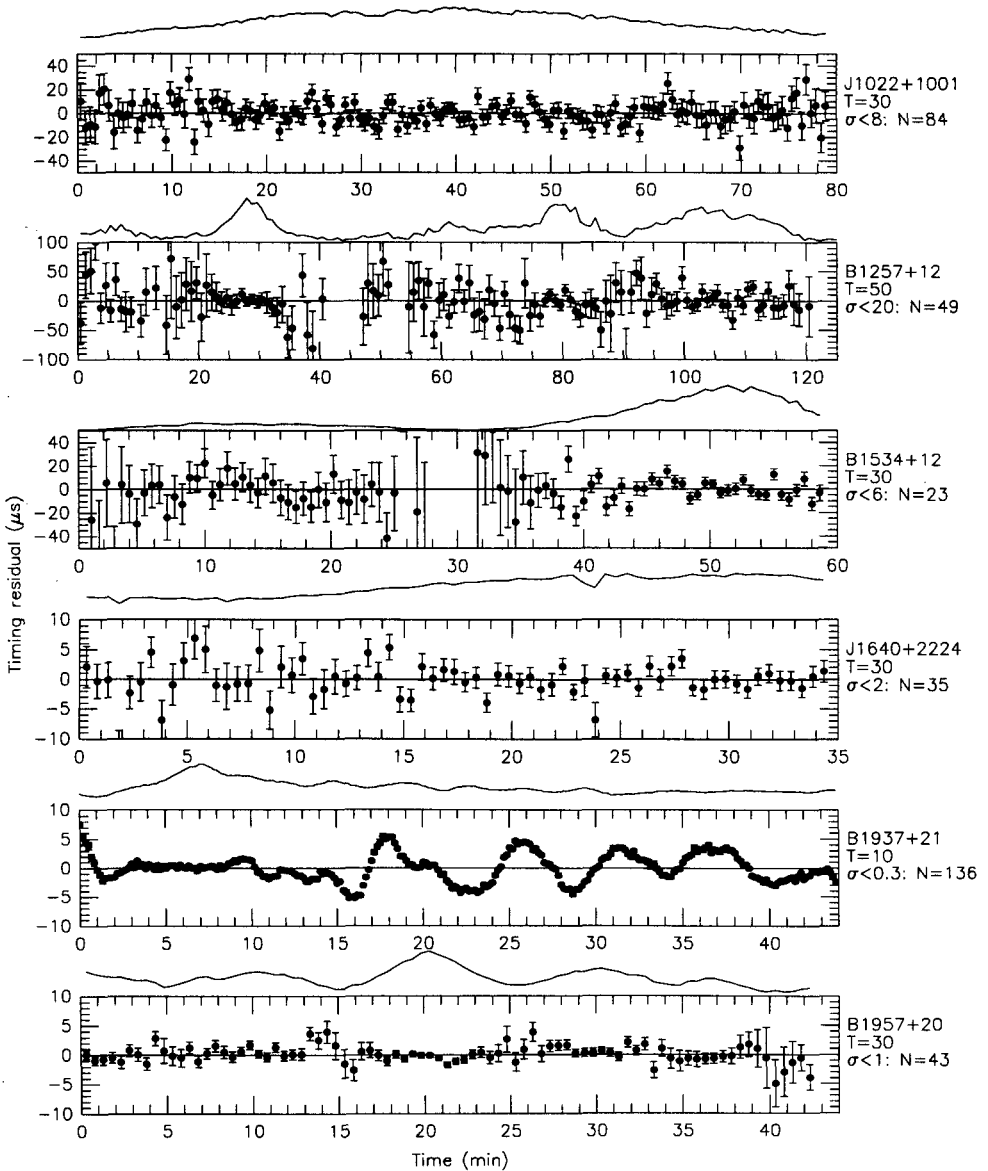 40
20
0
−20
−40
0 10 20 30 40 50 60 70 80
J1022+1001
T=30
σ<8: N=84
100
50
0
−50
−100
0 20 40 60 80 100 120
B1257+12
T=50
σ<20: N=49
40
20
0
−20
−40
0 10 20 30 40 50 60
B1534+12
T=30
σ<6: N=23
Timing residual (μs)
10
5
0
−5
−10
0 5 10 15 20 25 30 35
J1640+2224
T=30
σ<2: N=35
10
5
0
−5
−10
0 5 10 15 20 25 30 35 40
B1937+21
T=10
σ<0.3: N=136
10
5
0
−5
−10
0 5 10 15 20 25 30 35 40
B1957+20
T=30
σ<1: N=43
Time (min)